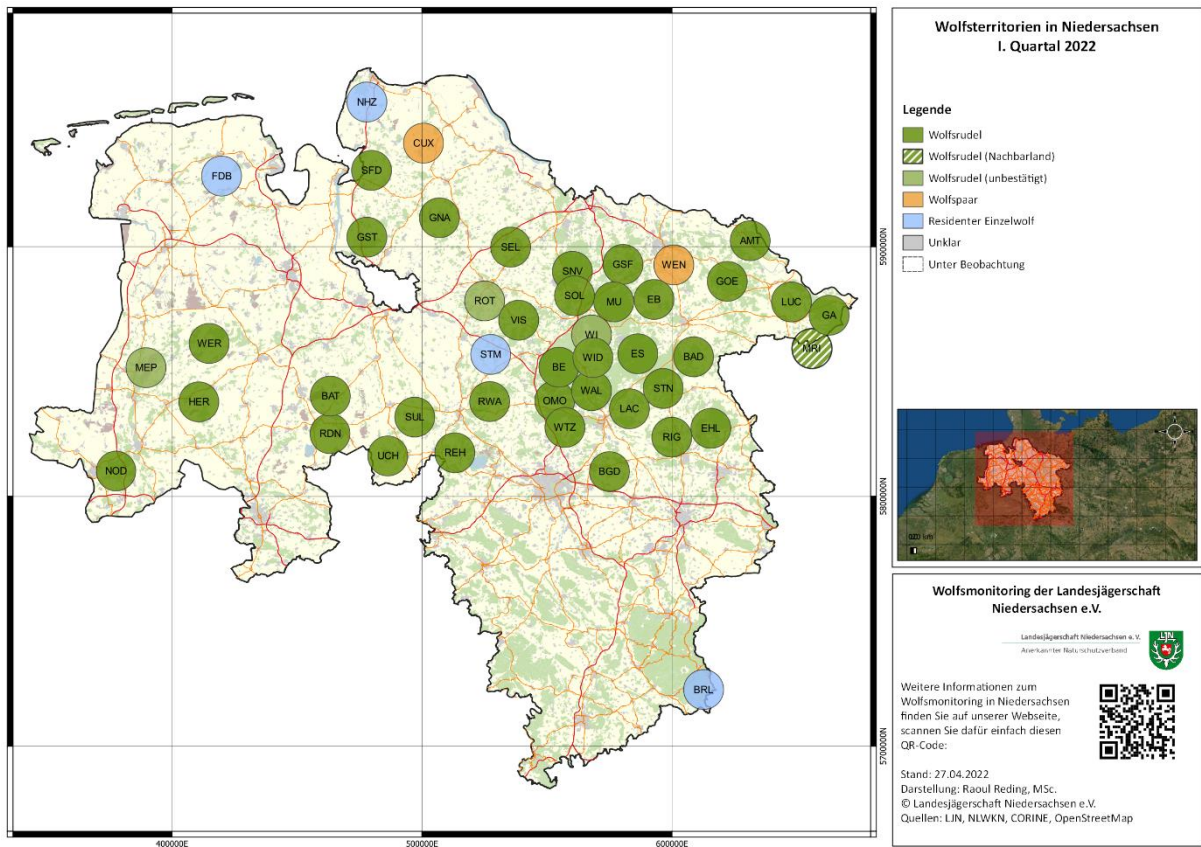 Wolfsterritorien in Niedersachsen
I. Quartal 2022
Legende
Wolfsrudel
Wolfsrudel (Nachbarland)
Wolfsrudel (unbestätigt)
Wolfspaar
Residenter Einzelwolf
Unklar
Unter Beobachtung
NHZ
CUX
SFD
FDB
GNA
GST
SEL
AMT
SNV
GSF
WEN
GOE
SOL
MU
EB
LUC
ROT
GA
VIS
WI
WER
STM
MRI
MEP
BE
WID
ES
BAD
HER
BAT
RWA
OMO
WAL
STN
SUL
LAC
RDN
WTZ
RIG
EHL
UCH
REH
NOD
BGD
BRL
5900000N
5800000N
5700000N
400000E
500000E
600000E
Wolfsmonitoring der Landesjägerschaft
Niedersachsen e.V.
Landesjägerschaft Niedersachsen e. V.
Anerkannter Naturschutzverband
LJN
Weitere Informationen zum
Wolfsmonitoring in Niedersachsen
finden Sie auf unserer Webseite,
scannen Sie dafür einfach diesen
QR-Code:
Stand: 27.04.2022
Darstellung: Raoul Reding, MSc.
© Landesjägerschaft Niedersachsen e.V.
Quellen: LJN, NLWKN, CORINE, OpenStreetMap